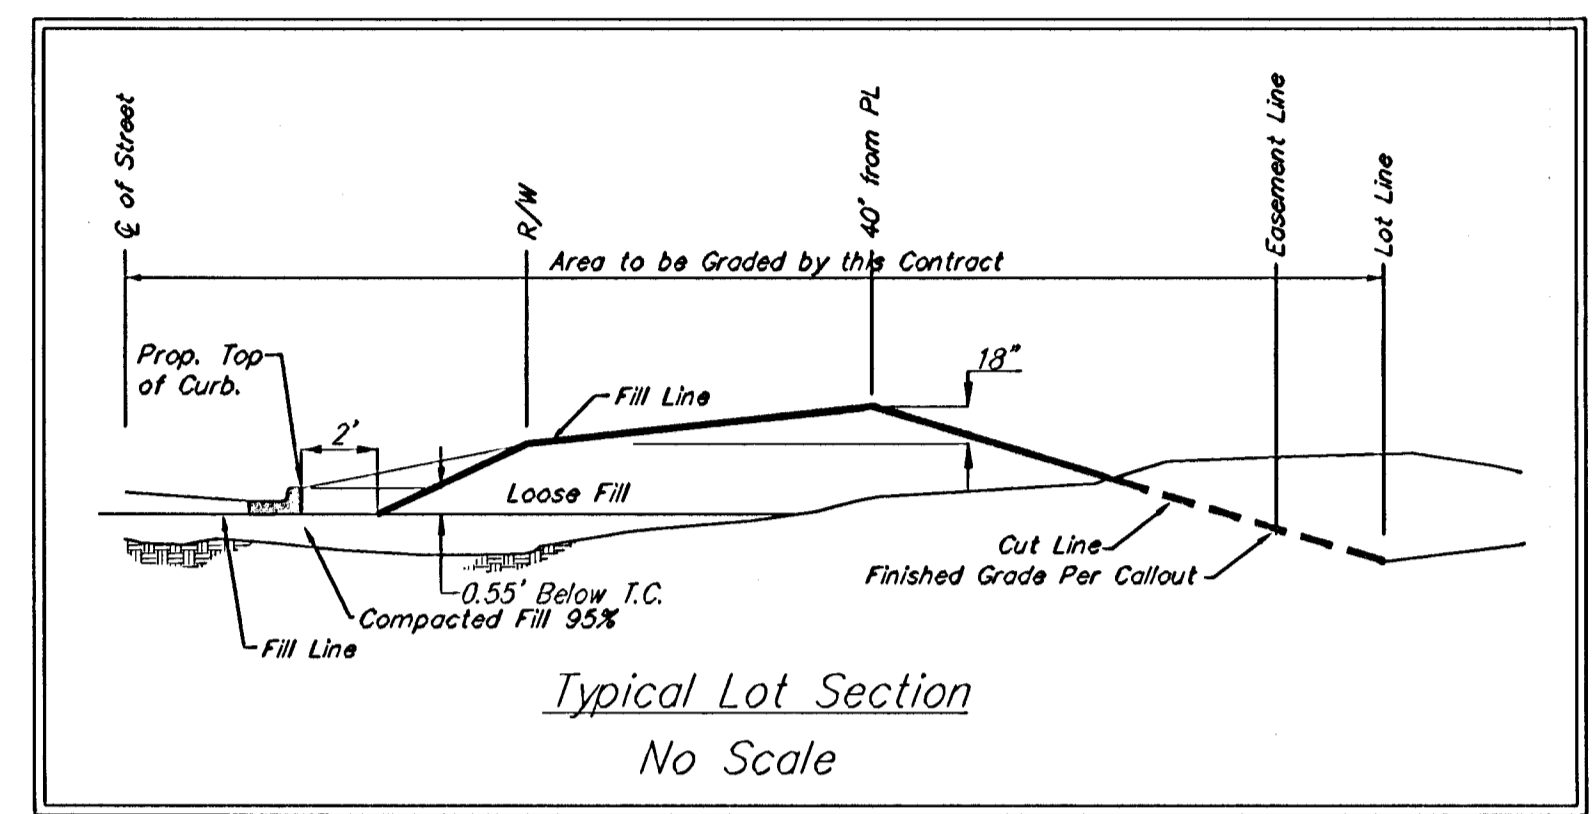 ℄ of Street
R/W
40' from PL
Easement Line
Lot Line
Area to be Graded by this Contract
Prop. Top
of Curb.
18"
Fill Line
2'
Loose Fill
Cut Line
Finished Grade Per Callout
0.55' Below T.C.
Compacted Fill 95%
Fill Line
Typical Lot Section
No Scale